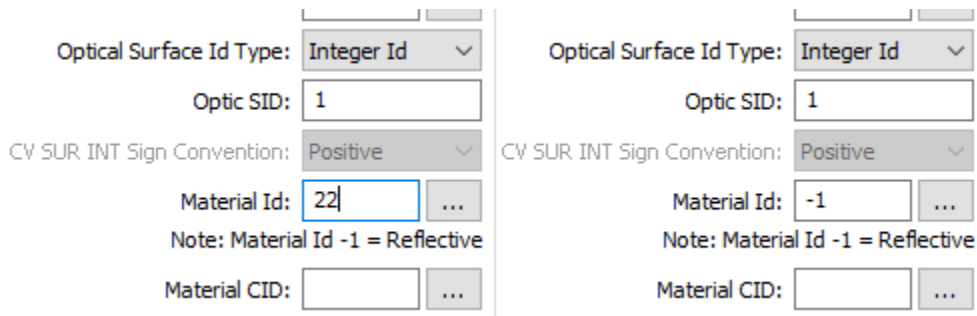 Optical Surface Id Type: Integer Id
Optic SID: 1
CV SUR INT Sign Convention: Positive
Material Id: 22 ...
Note: Material Id -1 = Reflective
Material CID: ...
Optical Surface Id Type: Integer Id
Optic SID: 1
CV SUR INT Sign Convention: Positive
Material Id: -1 ...
Note: Material Id -1 = Reflective
Material CID: ...